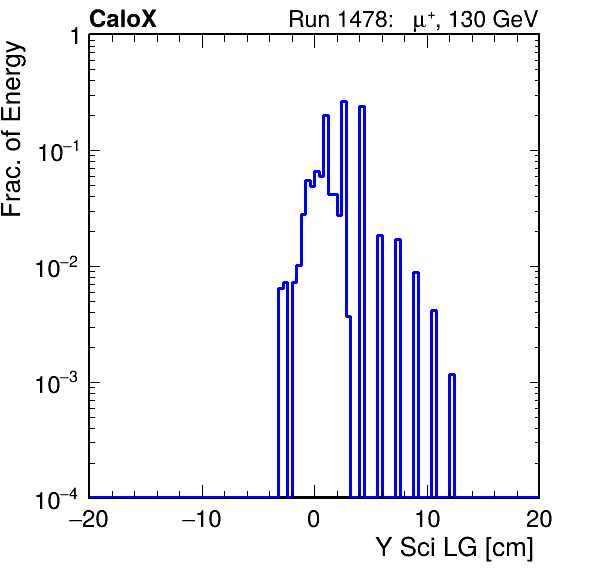 CaloX Run 1478: μ⁺, 130 GeV
Frac. of Energy
1
10⁻¹
10⁻²
10⁻³
10⁻⁴
−20 −10 0 10 20
Y Sci LG [cm]